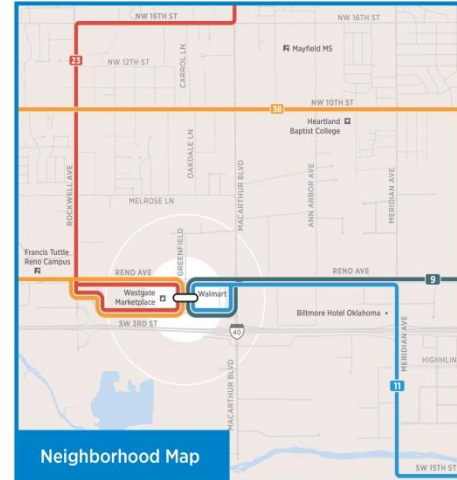 NW 16TH ST
NW 16TH ST
23
NW 12TH ST
CARROL LN
Mayfield MS
NW 10TH ST
38
Heartland
Baptist College
OAKDALE LN
MACARTHUR BLVD
ANN ARBOR AVE
MERIDIAN AVE
ROCKWELL AVE
MELROSE LN
GREENFIELD
Francis Tuttle
Reno Campus
RENO AVE
RENO AVE
9
Westgate
Marketplace
Walmart
Biltmore Hotel Oklahoma
SW 3RD ST
40
MERIDIAN AVE
HIGHLIN
MACARTHUR BLVD
11
Neighborhood Map
SW 15TH ST